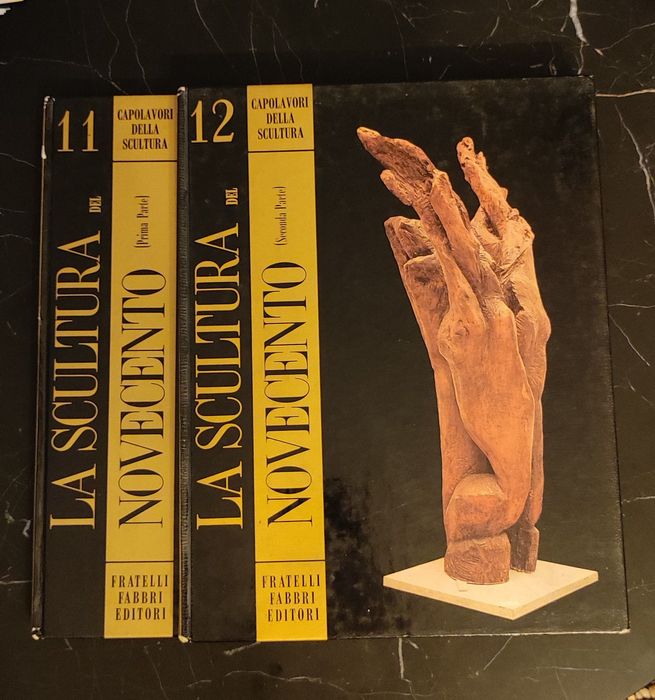 11
CAPOLAVORI
DELLA
SCULTURA
LA SCULTURA DEL
NOVECENTO (Prima Parte)
FRATELLI
FABBRI
EDITORI
12
CAPOLAVORI
DELLA
SCULTURA
LA SCULTURA DEL
NOVECENTO (Seconda Parte)
FRATELLI
FABBRI
EDITORI